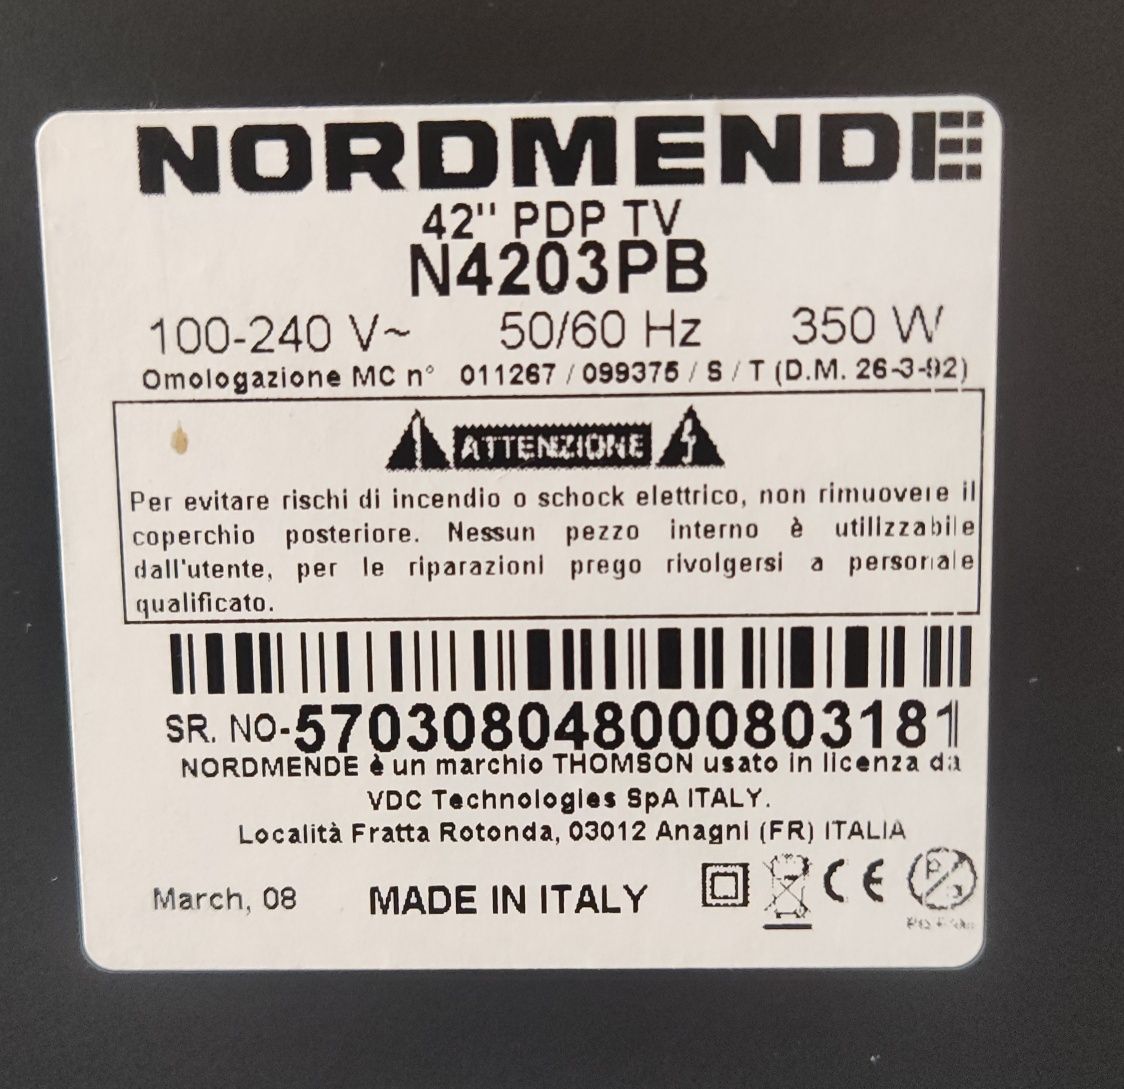 NORDMENDE
42" PDP TV
N4203PB
100-240 V~ 50/60 Hz 350 W
Omologazione MC n° 011267 / 099375 / S / T (D.M. 26-3-92)
ATTENZIONE
Per evitare rischi di incendio o schock elettrico, non rimuovere il
coperchio posteriore. Nessun pezzo interno è utilizzabile
dall'utente, per le riparazioni prego rivolgersi a personale
qualificato.
SR. NO-570308048000803181
NORDMENDE è un marchio THOMSON usato in licenza da
VDC Technologies SpA ITALY.
Località Fratta Rotonda, 03012 Anagni (FR) ITALIA
March, 08 MADE IN ITALY CE